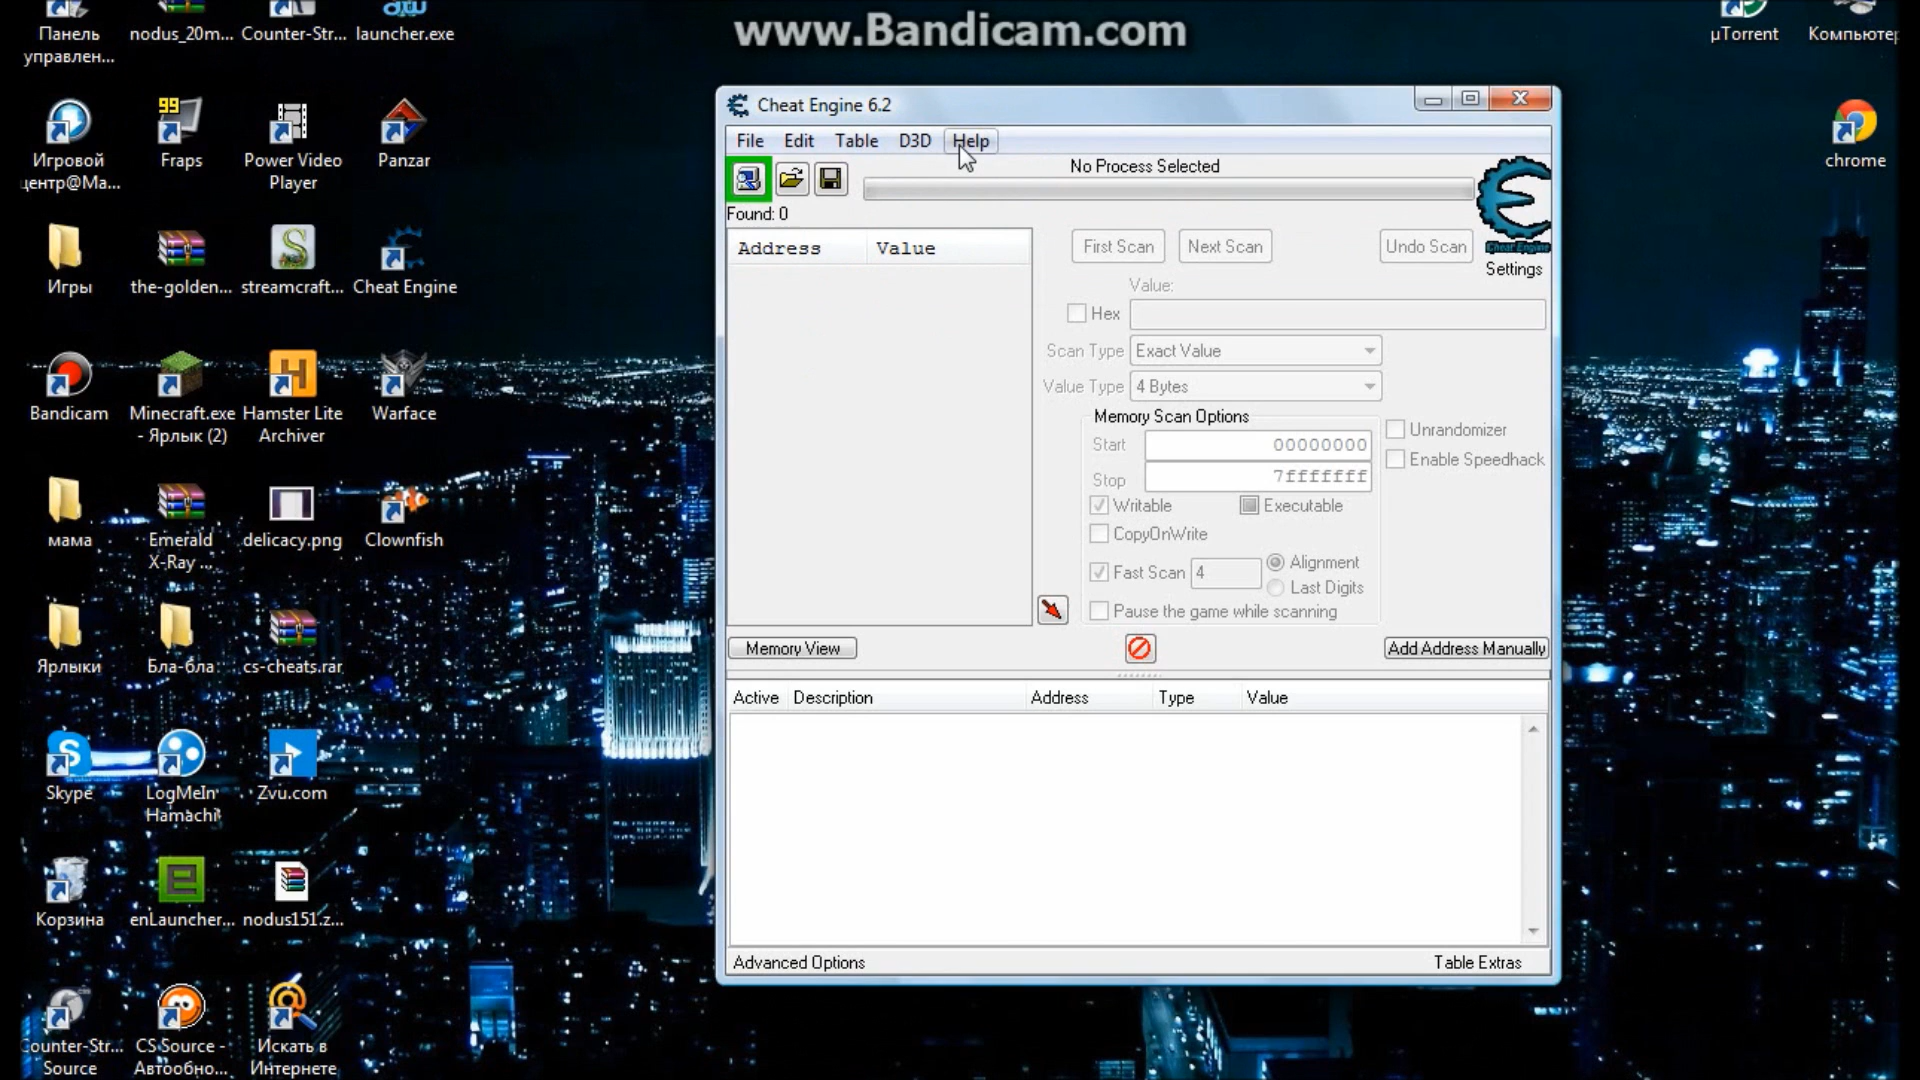 www.Bandicam.com
Панель
управлен...
nodus_20m...
Counter-Str...
launcher.exe
µTorrent
Компьютер
Игровой
центр@Ma...
99
Fraps
Power Video
Player
Panzar
chrome
Игры
the-golden...
streamcraft...
Cheat Engine
Bandicam
Minecraft.exe
- Ярлык (2)
Hamster Lite
Archiver
Warface
мама
Emerald
X-Ray ...
delicacy.png
Clownfish
Ярлыки
Бла-бла
cs-cheats.rar
Skype
LogMeIn
Hamachi
Zvu.com
Корзина
enLauncher...
nodus151.z...
Counter-Str...
Source
CS Source -
Автообно...
Искать в
Интернете
Cheat Engine 6.2
File Edit Table D3D Help
No Process Selected
Found: 0
Address Value
First Scan Next Scan Undo Scan
Cheat Engine
Settings
Value:
Hex
Scan Type Exact Value
Value Type 4 Bytes
Memory Scan Options
Start 00000000
Stop 7fffffff
Unrandomizer
Enable Speedhack
Writable Executable
CopyOnWrite
Fast Scan 4 Alignment
Last Digits
Pause the game while scanning
Memory View Add Address Manually
Active Description Address Type Value
Advanced Options Table Extras